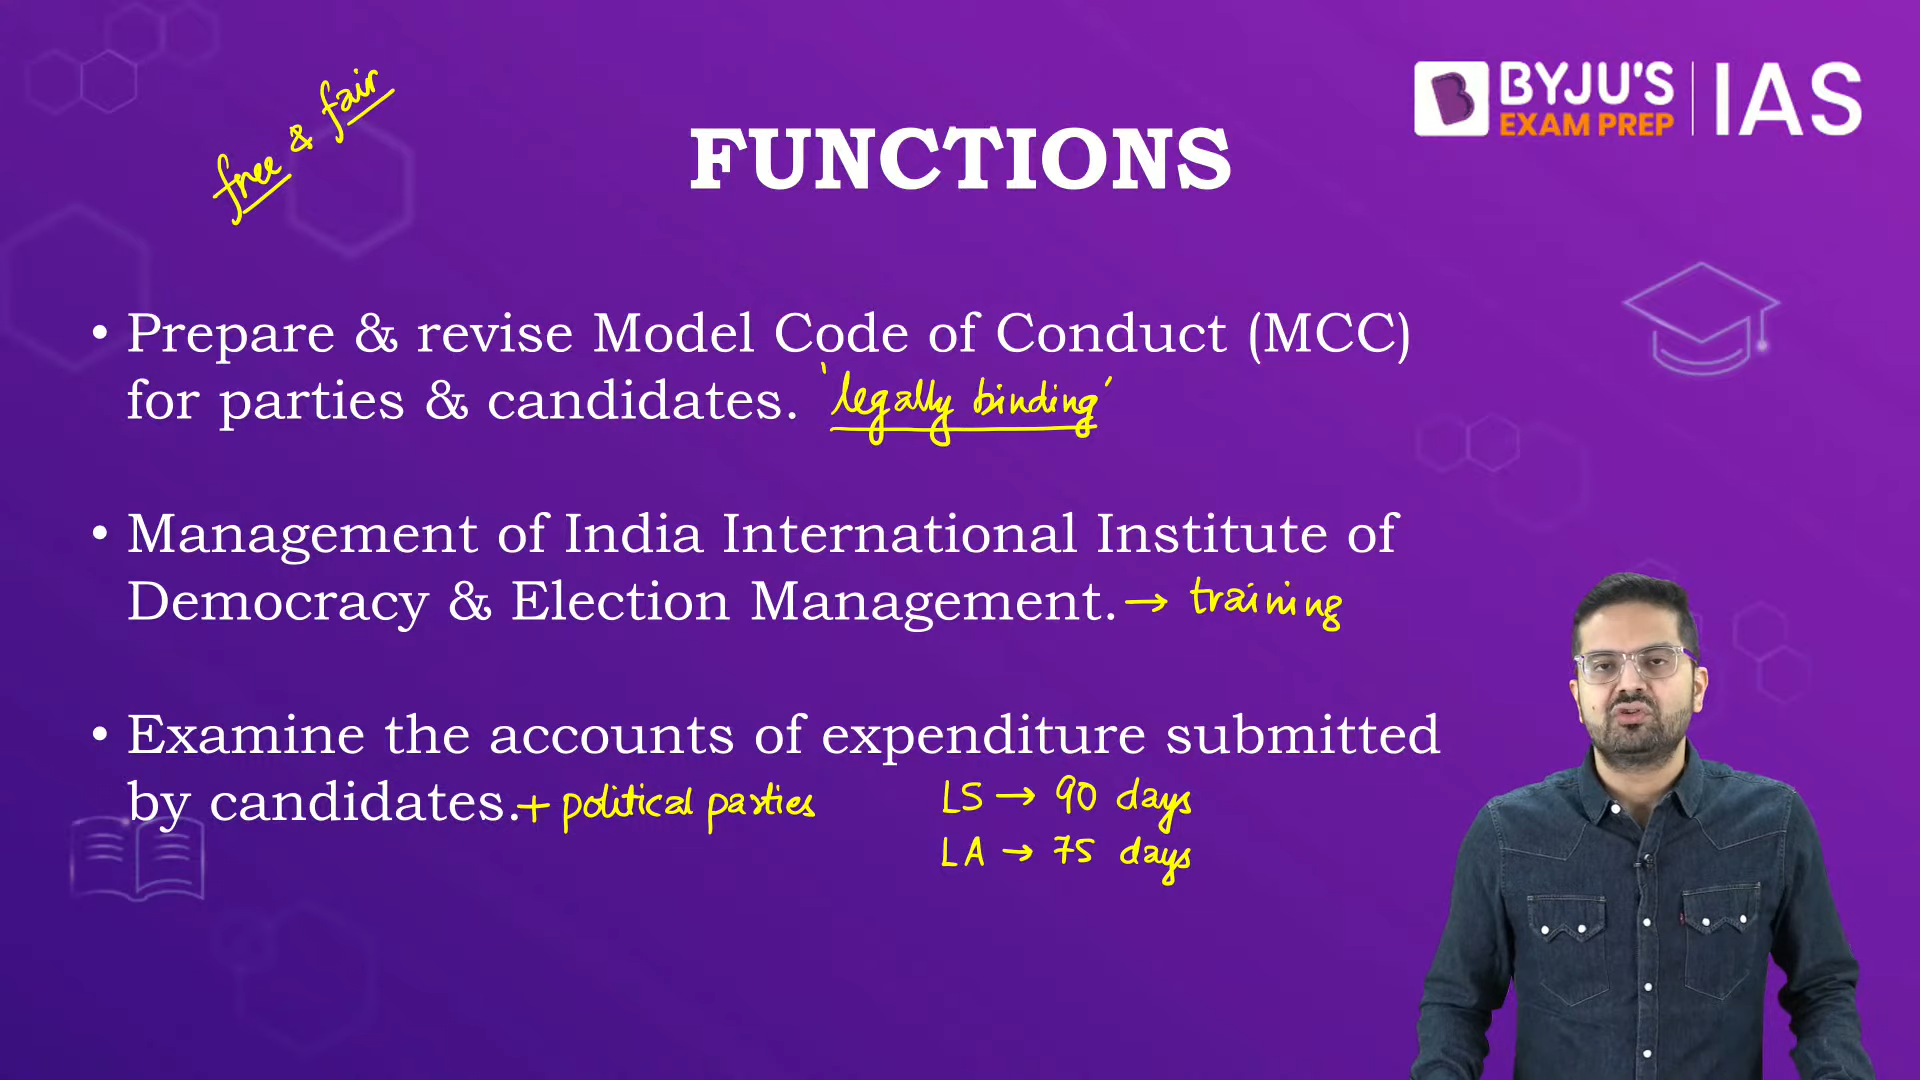 free & fair
BYJU'S
EXAM PREP
IAS
FUNCTIONS
• Prepare & revise Model Code of Conduct (MCC)
for parties & candidates. 'legally binding'
• Management of India International Institute of
Democracy & Election Management. → training
• Examine the accounts of expenditure submitted
by candidates. + political parties LS → 90 days
LA → 75 days